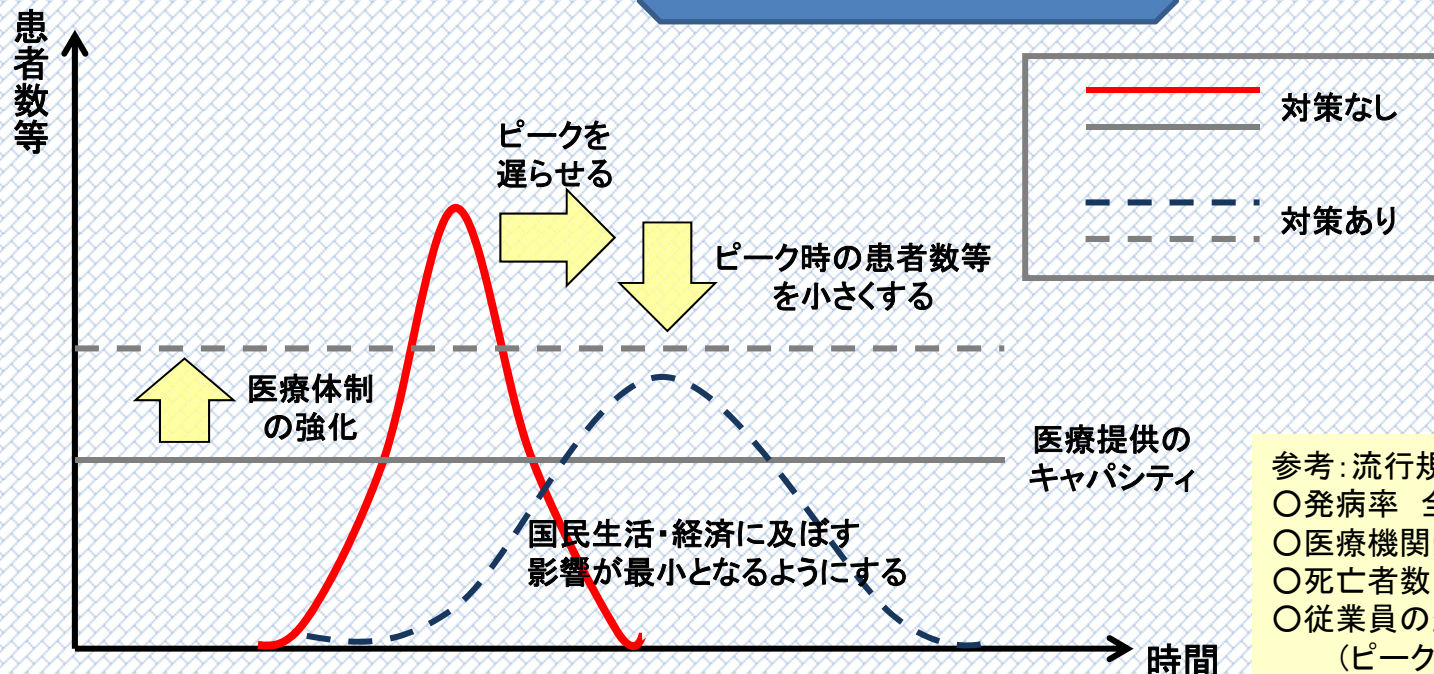 患者数等
ピークを
遅らせる
対策なし
対策あり
ピーク時の患者数等
を小さくする
医療体制
の強化
医療提供の
キャパシティ
国民生活・経済に及ぼす
影響が最小となるようにする
時間
参考：流行規
○発病率 全
○医療機関
○死亡者数
○従業員の
（ピーク